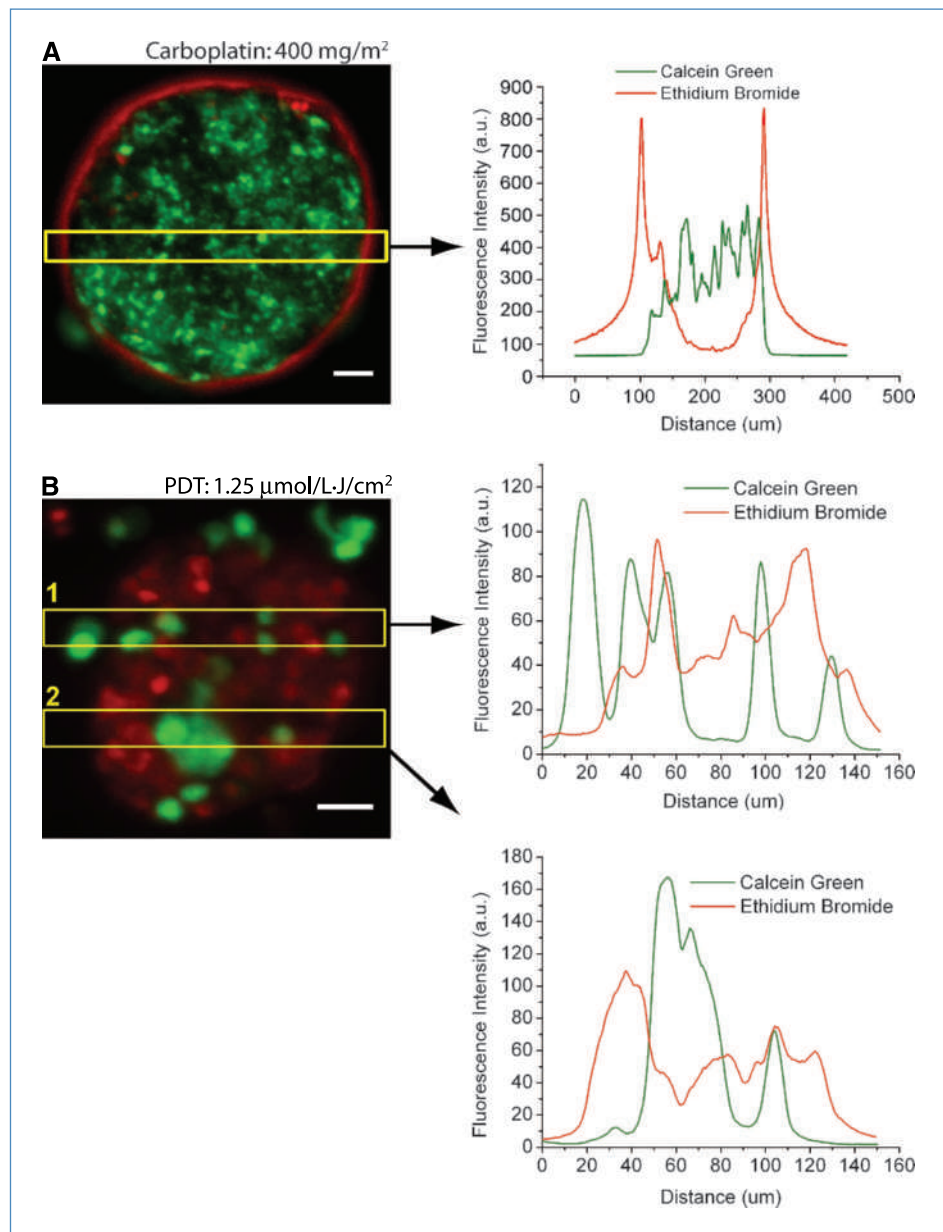 A
Carboplatin: 400 mg/m²
Calcein Green
Ethidium Bromide
Fluorescence Intensity (a.u.)
900
800
700
600
500
400
300
200
100
0
0 100 200 300 400 500
Distance (um)
B
PDT: 1.25 μmol/L·J/cm²
1
2
Calcein Green
Ethidium Bromide
Fluorescence Intensity (a.u.)
120
100
80
60
40
20
0
0 20 40 60 80 100 120 140 160
Distance (um)
Calcein Green
Ethidium Bromide
Fluorescence Intensity (a.u.)
180
160
140
120
100
80
60
40
20
0
0 20 40 60 80 100 120 140 160
Distance (um)